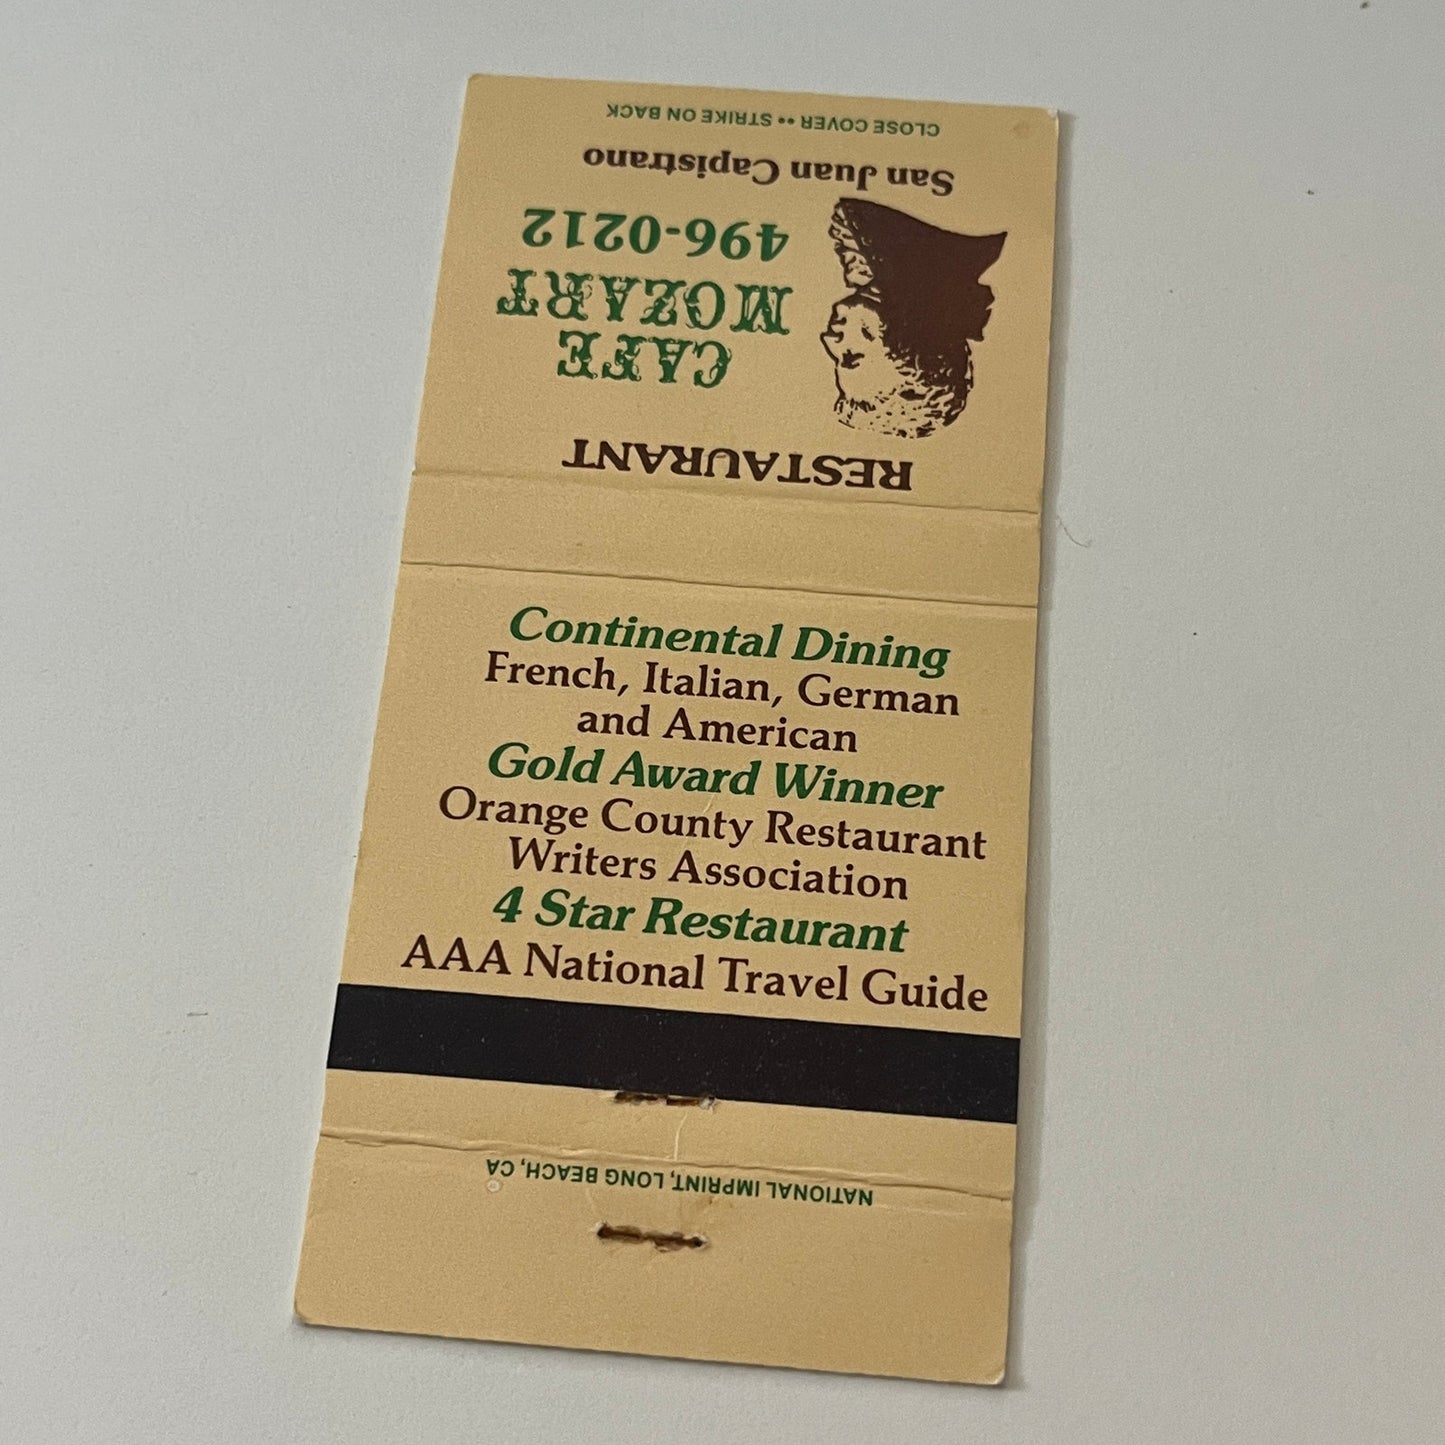 CLOSE COVER •• STRIKE ON BACK
San Juan Capistrano
496-0212
CAFE
MOZART
RESTAURANT
Continental Dining
French, Italian, German
and American
Gold Award Winner
Orange County Restaurant
Writers Association
4 Star Restaurant
AAA National Travel Guide
NATIONAL IMPRINT, LONG BEACH, CA